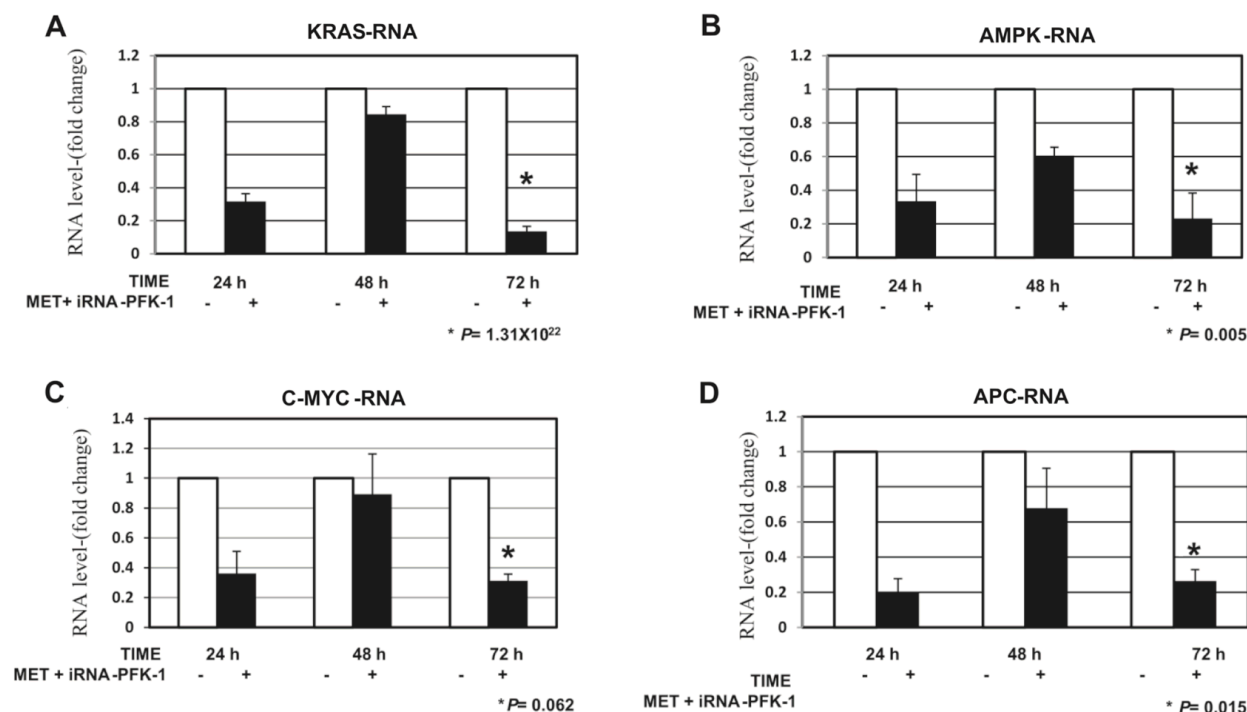 A
KRAS-RNA
RNA level-(fold change)
1.2
1
0.8
0.6
0.4
0.2
0
*
TIME 24 h 48 h 72 h
MET+ iRNA-PFK-1 - + - + - +
* P= 1.31X10²²
B
AMPK-RNA
RNA level-(fold change)
1.2
1
0.8
0.6
0.4
0.2
0
*
24 h 48 h 72 h
TIME
MET + iRNA-PFK-1 - + - + - +
* P= 0.005
C
C-MYC-RNA
RNA level-(fold change)
1.4
1.2
1
0.8
0.6
0.4
0.2
0
*
TIME 24 h 48 h 72 h
MET + iRNA-PFK-1 - + - + - +
* P= 0.062
D
APC-RNA
RNA level-(fold change)
1.2
1
0.8
0.6
0.4
0.2
0
*
24 h 48 h 72 h
TIME - + - + - +
MET + iRNA-PFK-1
* P= 0.015